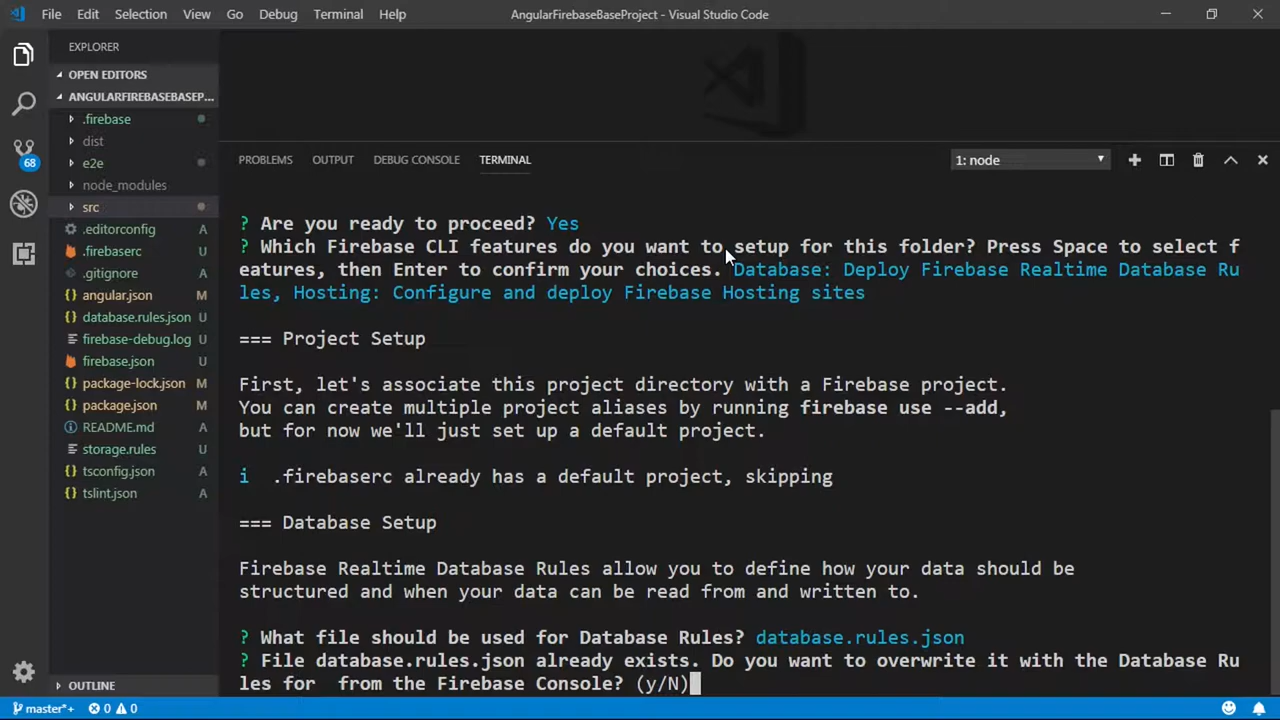 File Edit Selection View Go Debug Terminal Help AngularFirebaseBaseProject - Visual Studio Code
EXPLORER
OPEN EDITORS
ANGULARFIREBASEBASEP...
.firebase
dist
e2e
node_modules
src
.editorconfig A
.firebaserc A
.gitignore A
angular.json A
database.rules.json U
firebase-debug.log U
firebase.json U
package-lock.json M
package.json M
README.md A
storage.rules U
tsconfig.json A
tslint.json A
OUTLINE
68
PROBLEMS OUTPUT DEBUG CONSOLE TERMINAL 1: node
? Are you ready to proceed? Yes
? Which Firebase CLI features do you want to setup for this folder? Press Space to select f
eatures, then Enter to confirm your choices. Database: Deploy Firebase Realtime Database Ru
les, Hosting: Configure and deploy Firebase Hosting sites
=== Project Setup
First, let's associate this project directory with a Firebase project.
You can create multiple project aliases by running firebase use --add,
but for now we'll just set up a default project.
i .firebaserc already has a default project, skipping
=== Database Setup
Firebase Realtime Database Rules allow you to define how your data should be
structured and when your data can be read from and written to.
? What file should be used for Database Rules? database.rules.json
? File database.rules.json already exists. Do you want to overwrite it with the Database Ru
les for  from the Firebase Console? (y/N)
master*+ 0 0